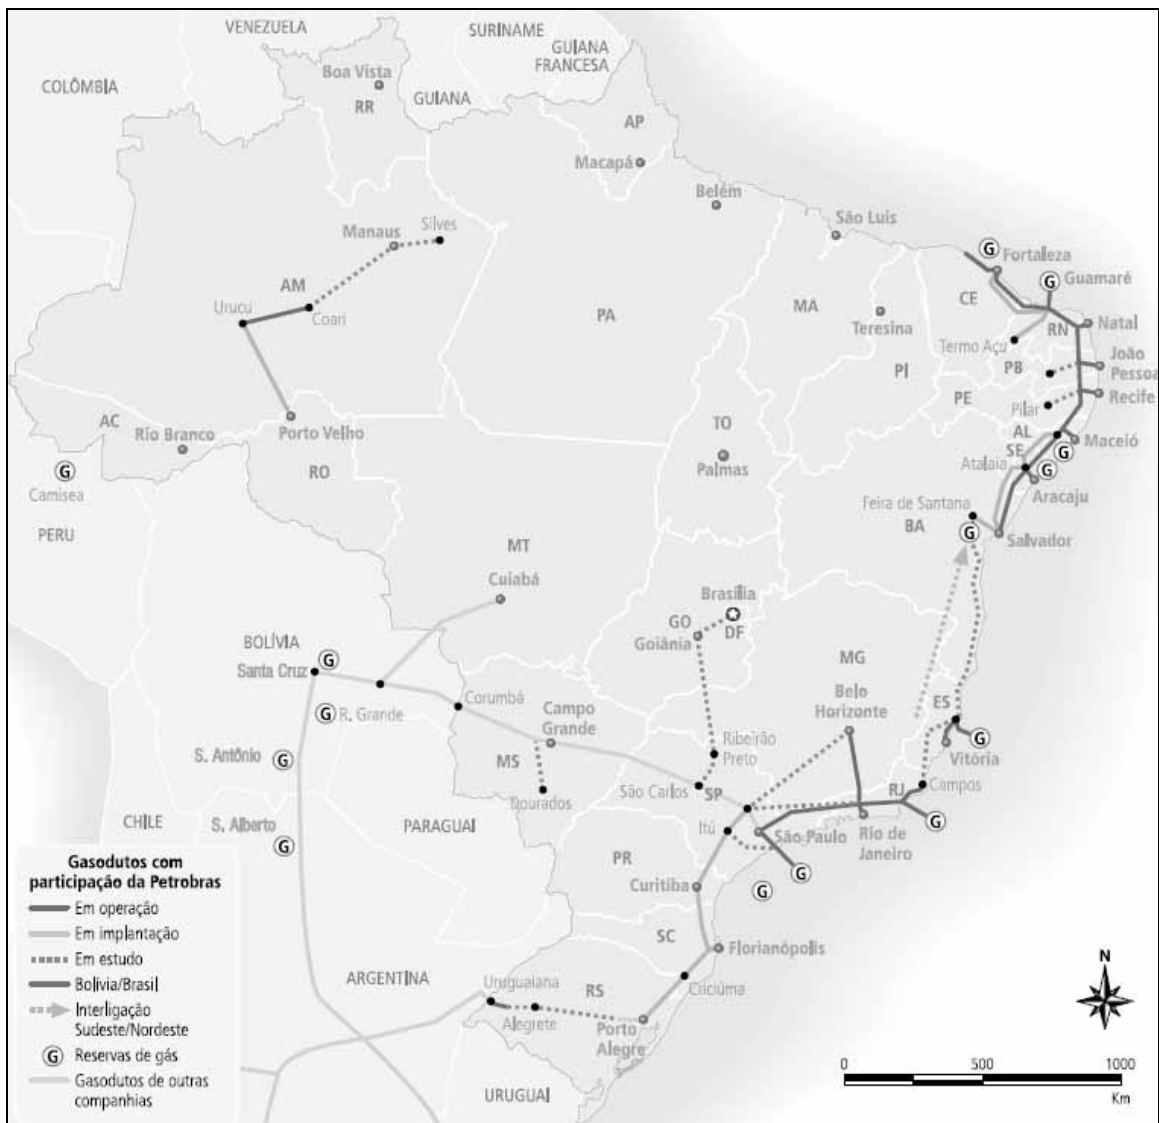 VENEZUELA
SURINAME
GUIANA
FRANCESA
COLÔMBIA
Boa Vista
RR
GUIANA
AP
Macapá
Belém
São Luis
Manaus
Silves
G
Fortaleza
G
Guamaré
AM
Urucu
Coari
PA
MA
CE
Teresina
RN
Natal
Termo Açu
PB
João
Pessoa
PI
PE
Pilar
Recife
AC
Rio Branco
Porto Velho
TO
AL
Maceió
RO
Palmas
SE
G
Atalaia
G
Aracaju
G
Camisea
Feira de Santana
BA
PERU
G
Salvador
MT
Cuiabá
Brasília
GO
Goiânia
DF
BOLÍVIA
Santa Cruz
G
MG
Corumbá
Belo
Horizonte
ES
G
R. Grande
Campo
Grande
G
Vitória
S. Antônio
G
Ribeirão
Preto
MS
São Carlos
SP
RJ
Campos
Dourados
CHILE
S. Alberto
G
PARAGUAI
Itú
São Paulo
Rio de
Janeiro
G
PR
G
G
Curitiba
SC
Florianópolis
ARGENTINA
Uruguaiana
RS
Criciúma
Alegrete
Porto
Alegre
URUGUAI
Gasodutos com
participação da Petrobras
Em operação
Em implantação
Em estudo
Bolívia/Brasil
Interligação
Sudeste/Nordeste
G Reservas de gás
Gasodutos de outras
companhias
N
0 500 1000
Km